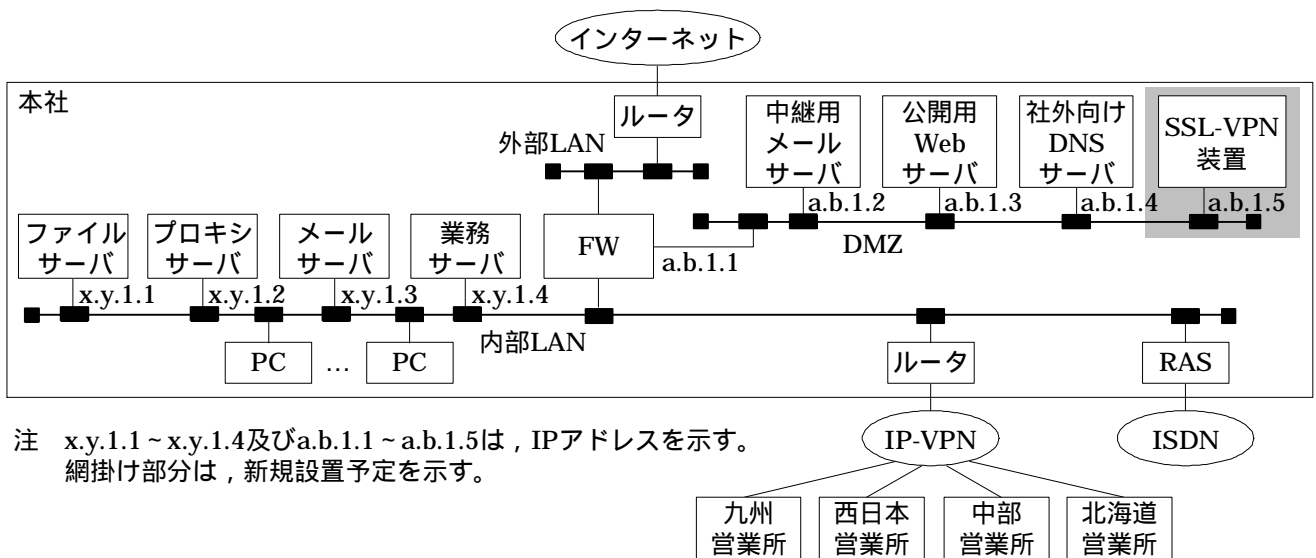 インターネット
本社
ルータ
外部LAN
中継用
メール
サーバ
公開用
Web
サーバ
社外向け
DNS
サーバ
SSL-VPN
装置
a.b.1.2
a.b.1.3
a.b.1.4
a.b.1.5
FW
a.b.1.1
DMZ
ファイル
サーバ
プロキシ
サーバ
メール
サーバ
業務
サーバ
x.y.1.1
x.y.1.2
x.y.1.3
x.y.1.4
内部LAN
PC
…
PC
ルータ
RAS
注 x.y.1.1~x.y.1.4及びa.b.1.1~a.b.1.5は,IPアドレスを示す。
網掛け部分は,新規設置予定を示す。
IP-VPN
ISDN
九州
営業所
西日本
営業所
中部
営業所
北海道
営業所